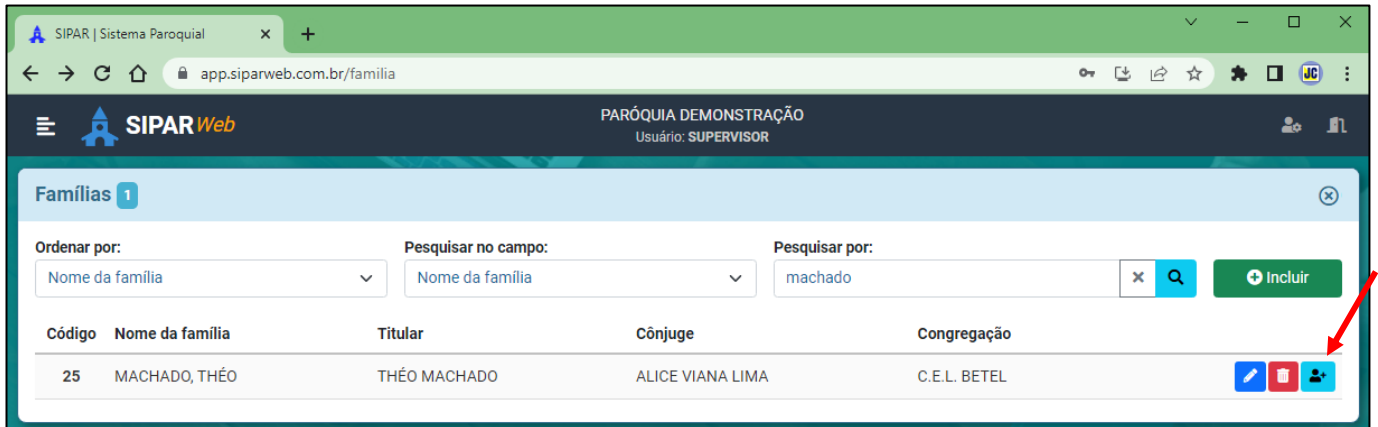 SIPAR | Sistema Paroquial
app.siparweb.com.br/familia
JC
SIPAR Web
PARÓQUIA DEMONSTRAÇÃO
Usuário: SUPERVISOR
Famílias 1
Ordenar por: Pesquisar no campo: Pesquisar por:
Nome da família Nome da família machado Incluir
Código Nome da família Titular Cônjuge Congregação
25 MACHADO, THÉO THÉO MACHADO ALICE VIANA LIMA C.E.L. BETEL